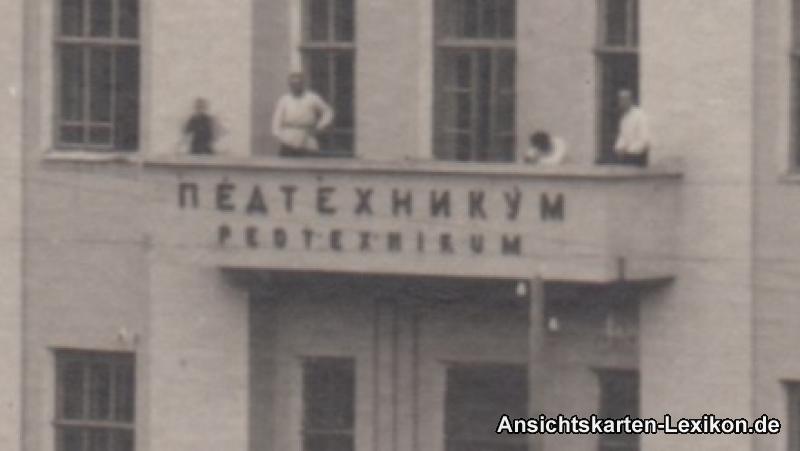 ПЕДТЕХНИКУМ
PEDTEXNIKUM
Ansichtskarten-Lexikon.de